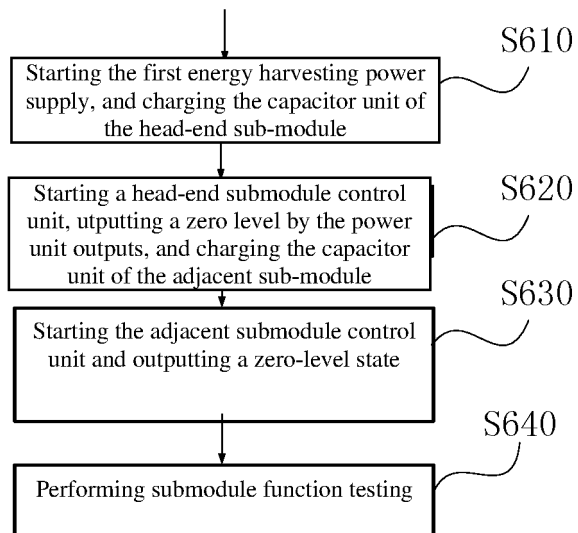 S610
Starting the first energy harvesting power
supply, and charging the capacitor unit of
the head-end sub-module
S620
Starting a head-end submodule control
unit, utputting a zero level by the power
unit outputs, and charging the capacitor
unit of the adjacent sub-module
S630
Starting the adjacent submodule control
unit and outputting a zero-level state
S640
Performing submodule function testing